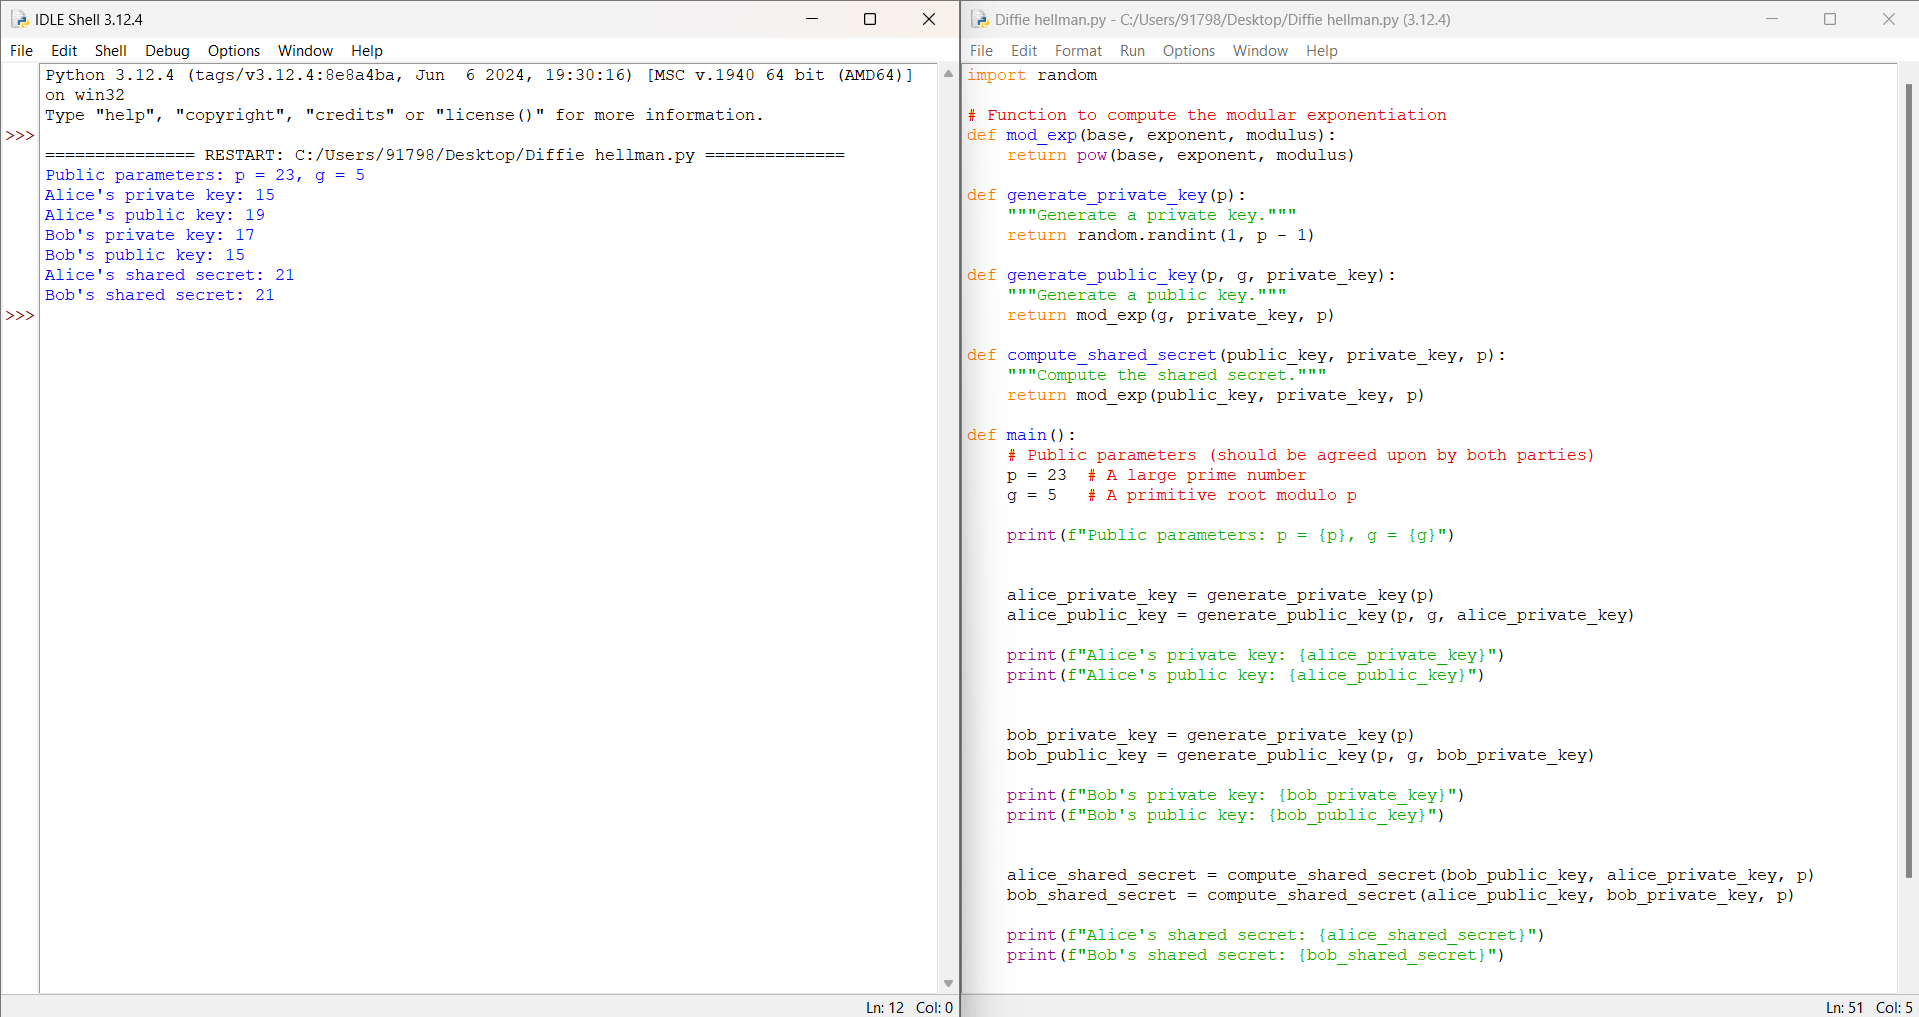 IDLE Shell 3.12.4
File Edit Shell Debug Options Window Help
Python 3.12.4 (tags/v3.12.4:8e8a4ba, Jun  6 2024, 19:30:16) [MSC v.1940 64 bit (AMD64)]
on win32
Type "help", "copyright", "credits" or "license()" for more information.
>>>
=============== RESTART: C:/Users/91798/Desktop/Diffie hellman.py ==============
Public parameters: p = 23, g = 5
Alice's private key: 15
Alice's public key: 19
Bob's private key: 17
Bob's public key: 15
Alice's shared secret: 21
Bob's shared secret: 21
>>>
Ln: 12 Col: 0
Diffie hellman.py - C:/Users/91798/Desktop/Diffie hellman.py (3.12.4)
File Edit Format Run Options Window Help
import random
# Function to compute the modular exponentiation
def mod_exp(base, exponent, modulus):
    return pow(base, exponent, modulus)
def generate_private_key(p):
    """Generate a private key."""
    return random.randint(1, p - 1)
def generate_public_key(p, g, private_key):
    """Generate a public key."""
    return mod_exp(g, private_key, p)
def compute_shared_secret(public_key, private_key, p):
    """Compute the shared secret."""
    return mod_exp(public_key, private_key, p)
def main():
    # Public parameters (should be agreed upon by both parties)
    p = 23  # A large prime number
    g = 5   # A primitive root modulo p
    print(f"Public parameters: p = {p}, g = {g}")
    alice_private_key = generate_private_key(p)
    alice_public_key = generate_public_key(p, g, alice_private_key)
    print(f"Alice's private key: {alice_private_key}")
    print(f"Alice's public key: {alice_public_key}")
    bob_private_key = generate_private_key(p)
    bob_public_key = generate_public_key(p, g, bob_private_key)
    print(f"Bob's private key: {bob_private_key}")
    print(f"Bob's public key: {bob_public_key}")
    alice_shared_secret = compute_shared_secret(bob_public_key, alice_private_key, p)
    bob_shared_secret = compute_shared_secret(alice_public_key, bob_private_key, p)
    print(f"Alice's shared secret: {alice_shared_secret}")
    print(f"Bob's shared secret: {bob_shared_secret}")
Ln: 51 Col: 5